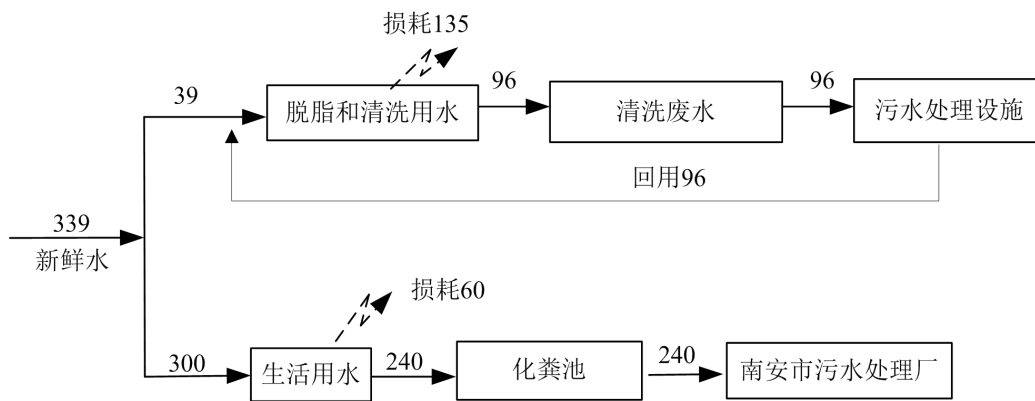 损耗135
39
脱脂和清洗用水
96
清洗废水
96
污水处理设施
回用96
339
新鲜水
损耗60
300
生活用水
240
化粪池
240
南安市污水处理厂